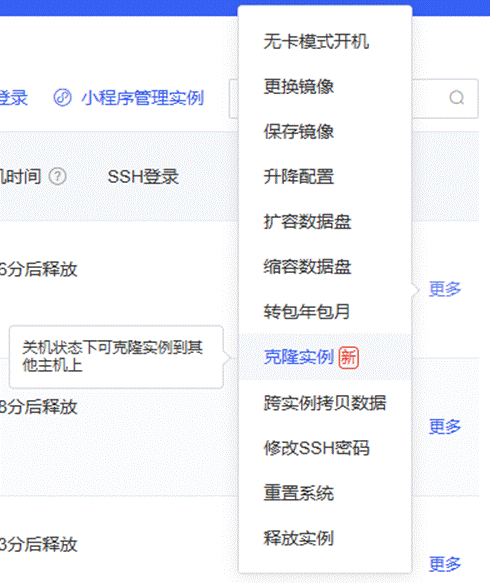 无卡模式开机
更换镜像
登录
小程序管理实例
保存镜像
机时间
SSH登录
升降配置
扩容数据盘
缩容数据盘
6分后释放
更多
转包年包月
关机状态下可克隆实例到其
他主机上
克隆实例 新
跨实例拷贝数据
8分后释放
更多
修改SSH密码
重置系统
释放实例
3分后释放
更多